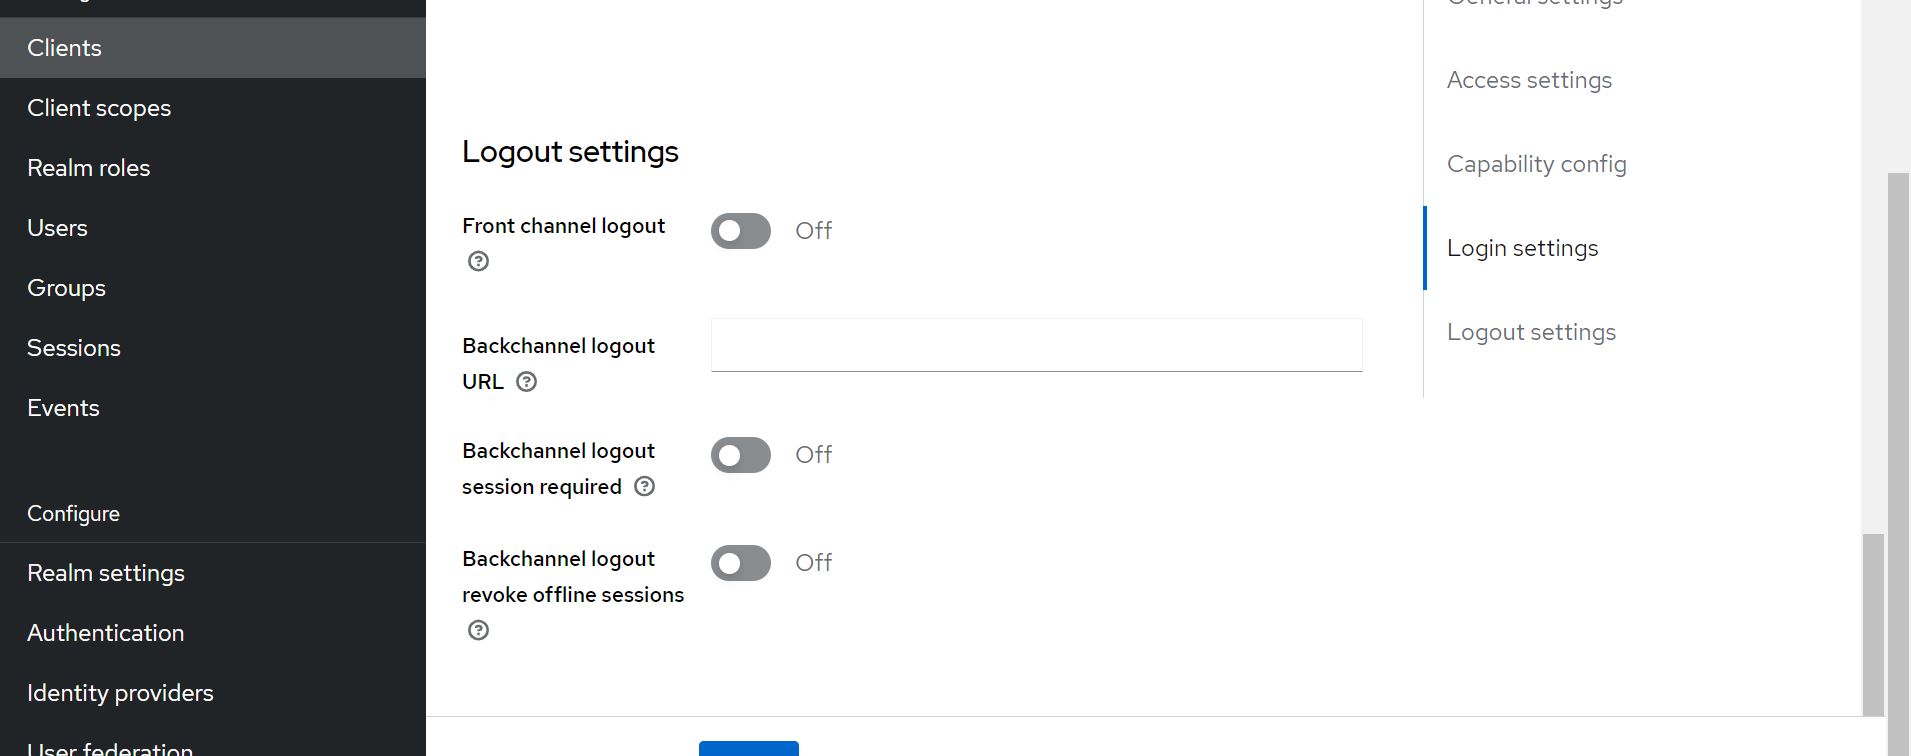 Clients
Client scopes
Realm roles
Users
Groups
Sessions
Events
Configure
Realm settings
Authentication
Identity providers
User federation
Logout settings
Front channel logout
Off
Backchannel logout
URL
Backchannel logout
session required
Off
Backchannel logout
revoke offline sessions
Off
General settings
Access settings
Capability config
Login settings
Logout settings